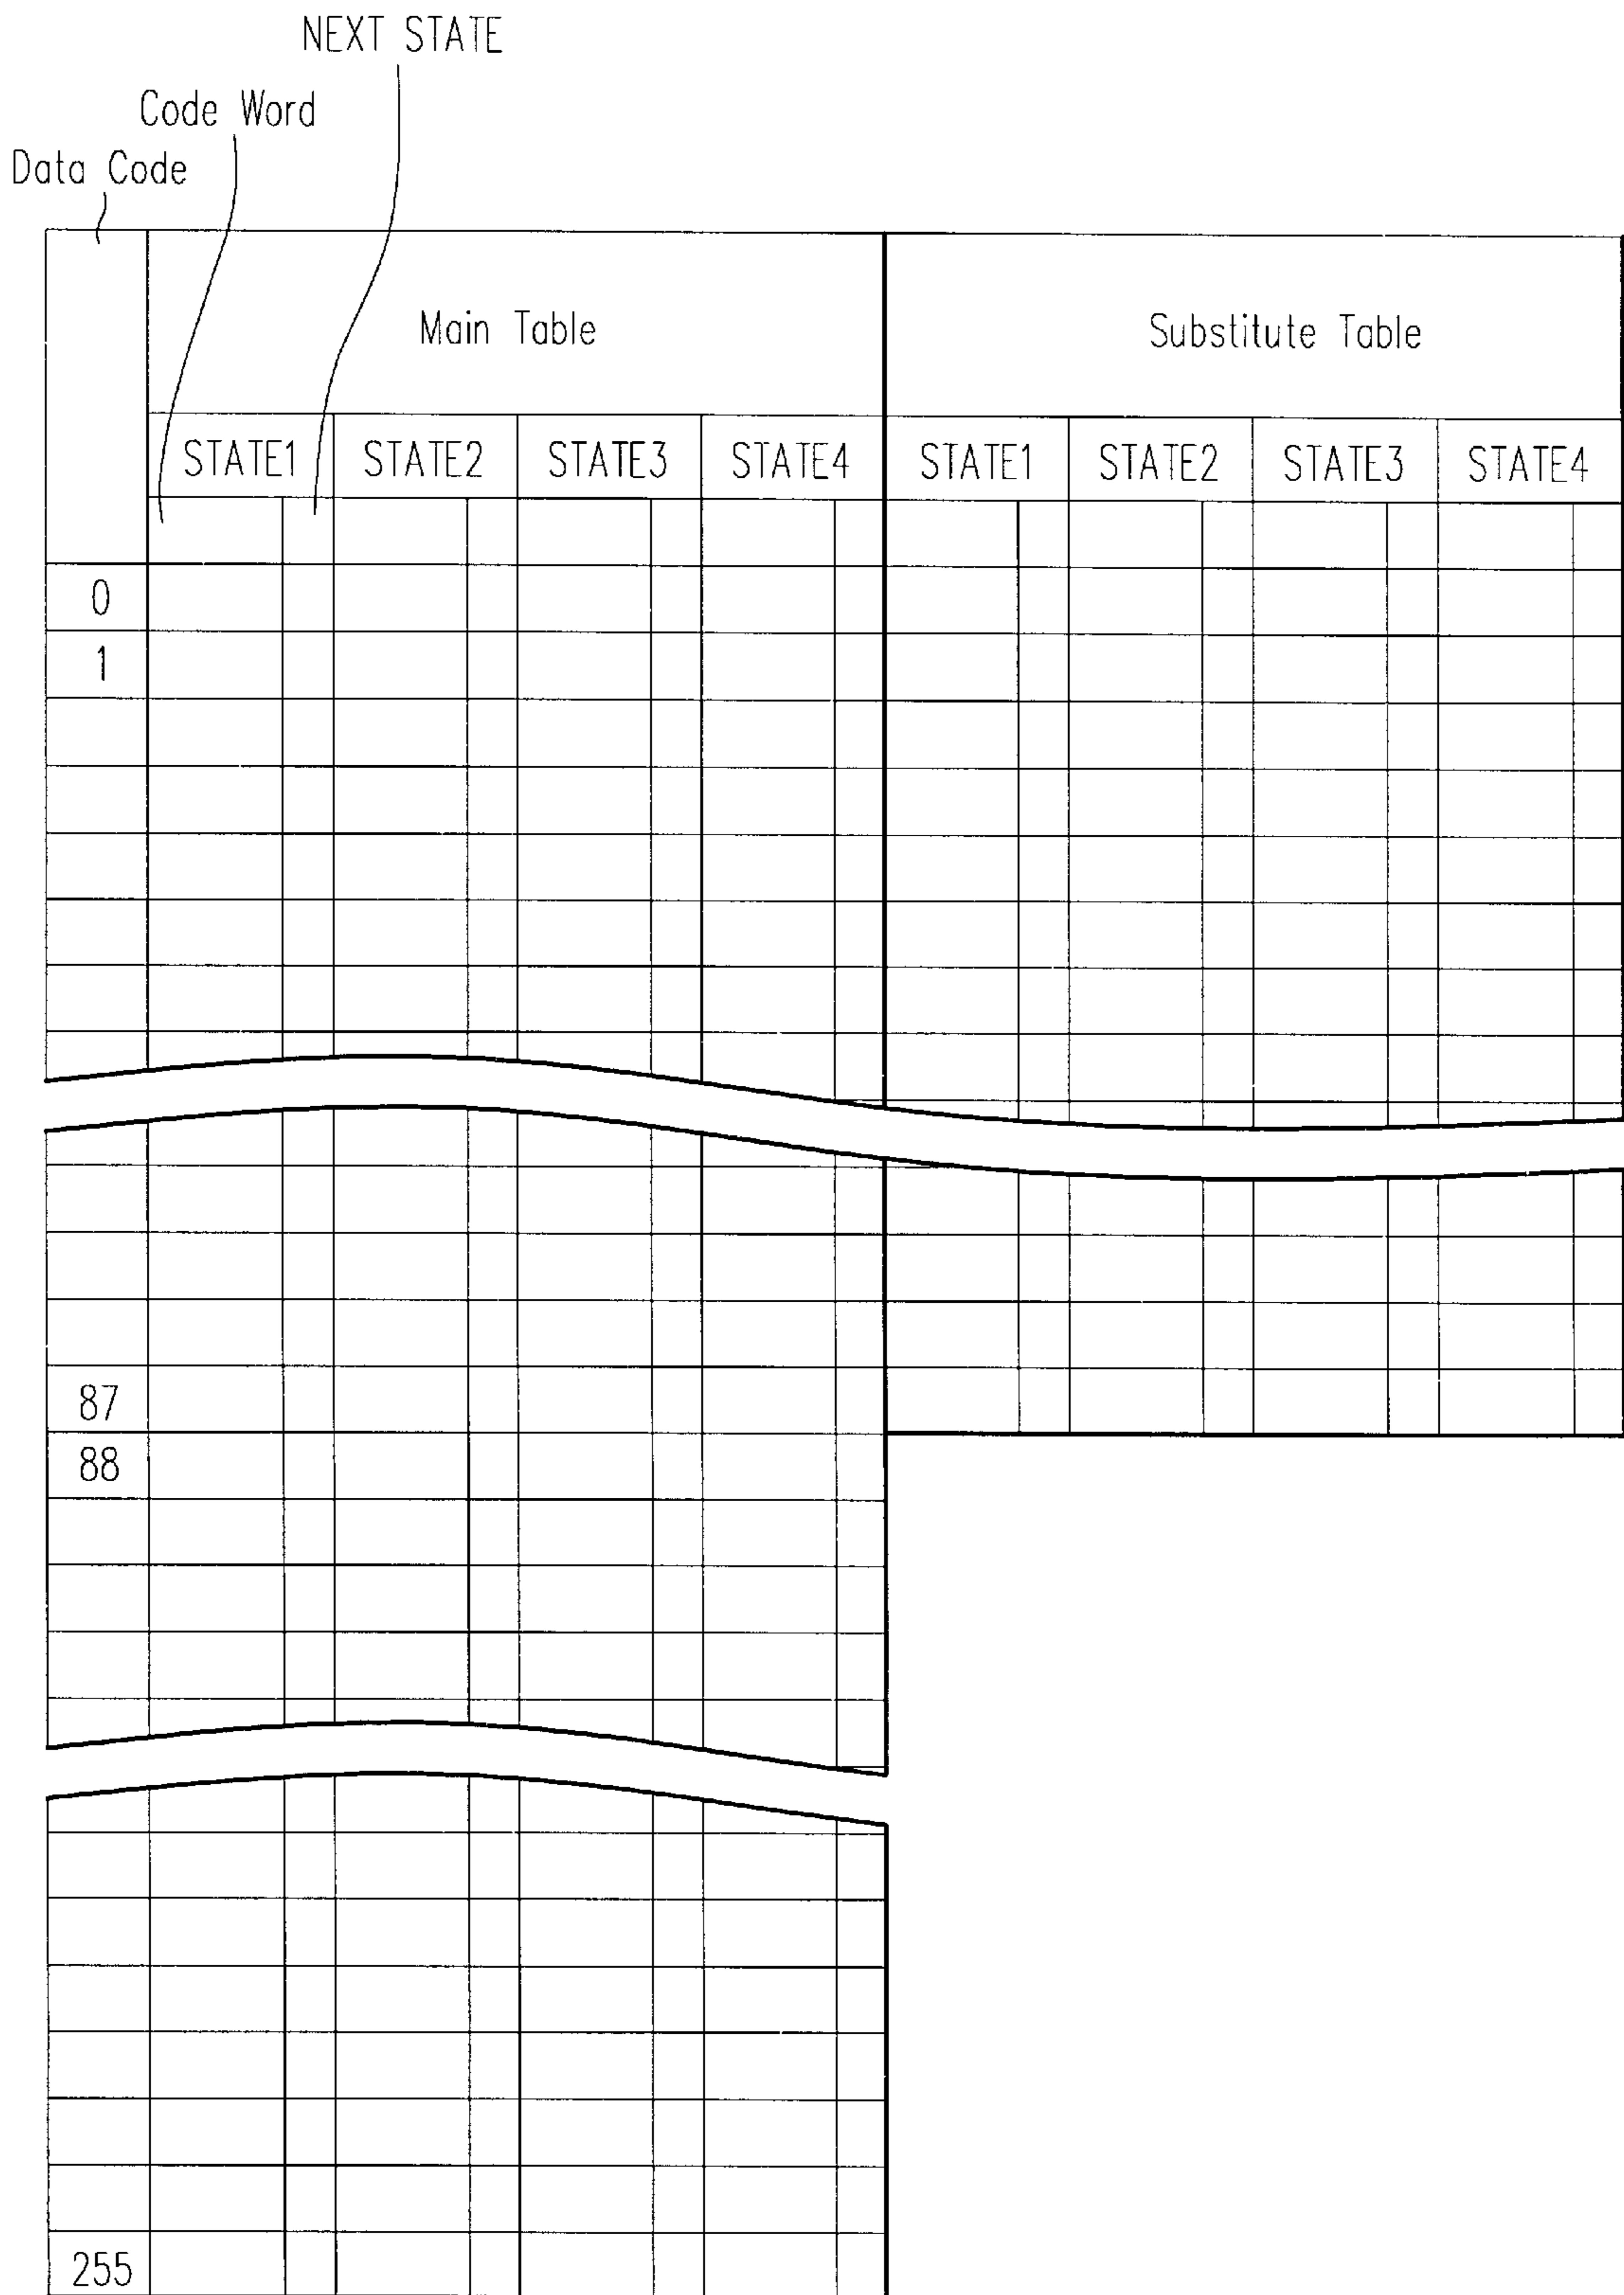 NEXT STATE
Code Word
Data Code
Main Table
Substitute Table
STATE1 STATE2 STATE3 STATE4 STATE1 STATE2 STATE3 STATE4
0
1
87
88
255